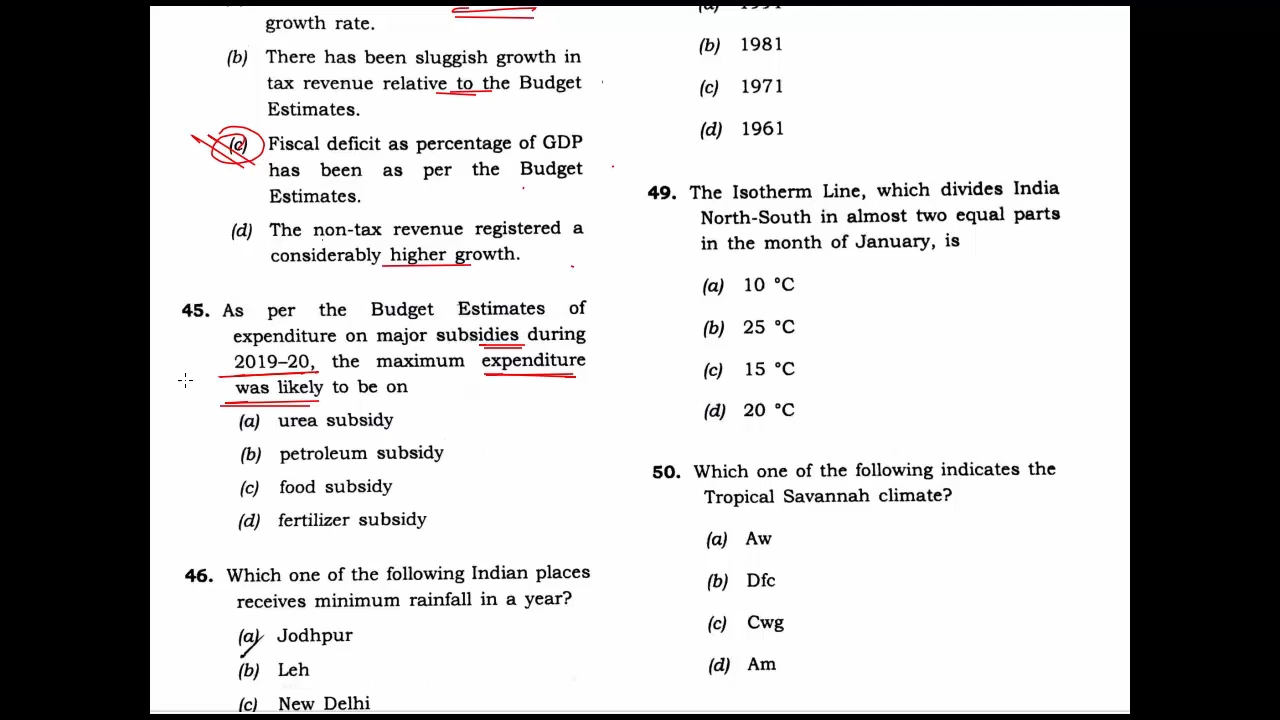 growth rate.
(b) There has been sluggish growth in
tax revenue relative to the Budget
Estimates.
(c) Fiscal deficit as percentage of GDP
has been as per the Budget
Estimates.
(d) The non-tax revenue registered a
considerably higher growth.
45. As per the Budget Estimates of
expenditure on major subsidies during
2019–20, the maximum expenditure
was likely to be on
(a) urea subsidy
(b) petroleum subsidy
(c) food subsidy
(d) fertilizer subsidy
46. Which one of the following Indian places
receives minimum rainfall in a year?
(a) Jodhpur
(b) Leh
(c) New Delhi
(a) 1991
(b) 1981
(c) 1971
(d) 1961
49. The Isotherm Line, which divides India
North-South in almost two equal parts
in the month of January, is
(a) 10 °C
(b) 25 °C
(c) 15 °C
(d) 20 °C
50. Which one of the following indicates the
Tropical Savannah climate?
(a) Aw
(b) Dfc
(c) Cwg
(d) Am